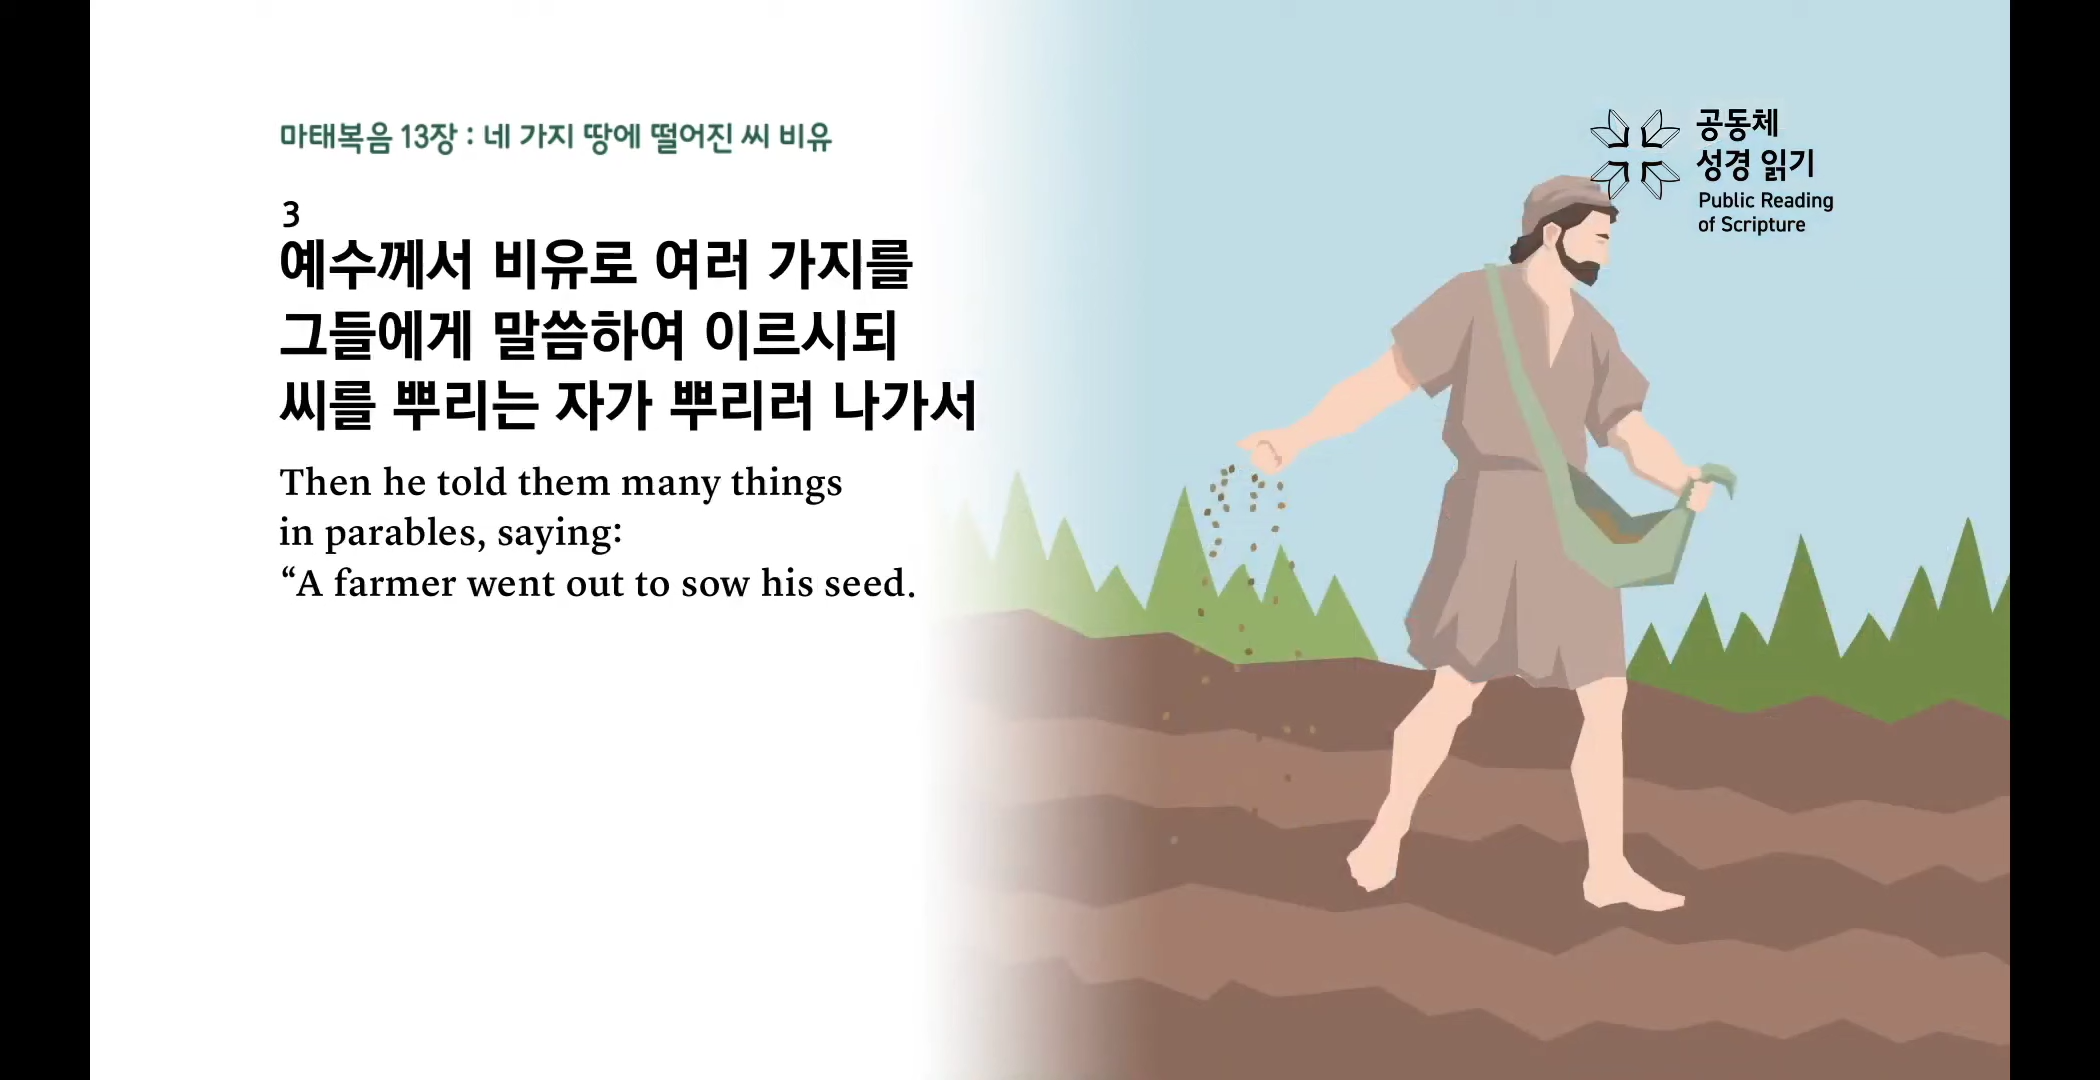 마태복음 13장 : 네 가지 땅에 떨어진 씨 비유
3
예수께서 비유로 여러 가지를
그들에게 말씀하여 이르시되
씨를 뿌리는 자가 뿌리러 나가서
Then he told them many things
in parables, saying:
“A farmer went out to sow his seed.
공동체
성경 읽기
Public Reading
of Scripture